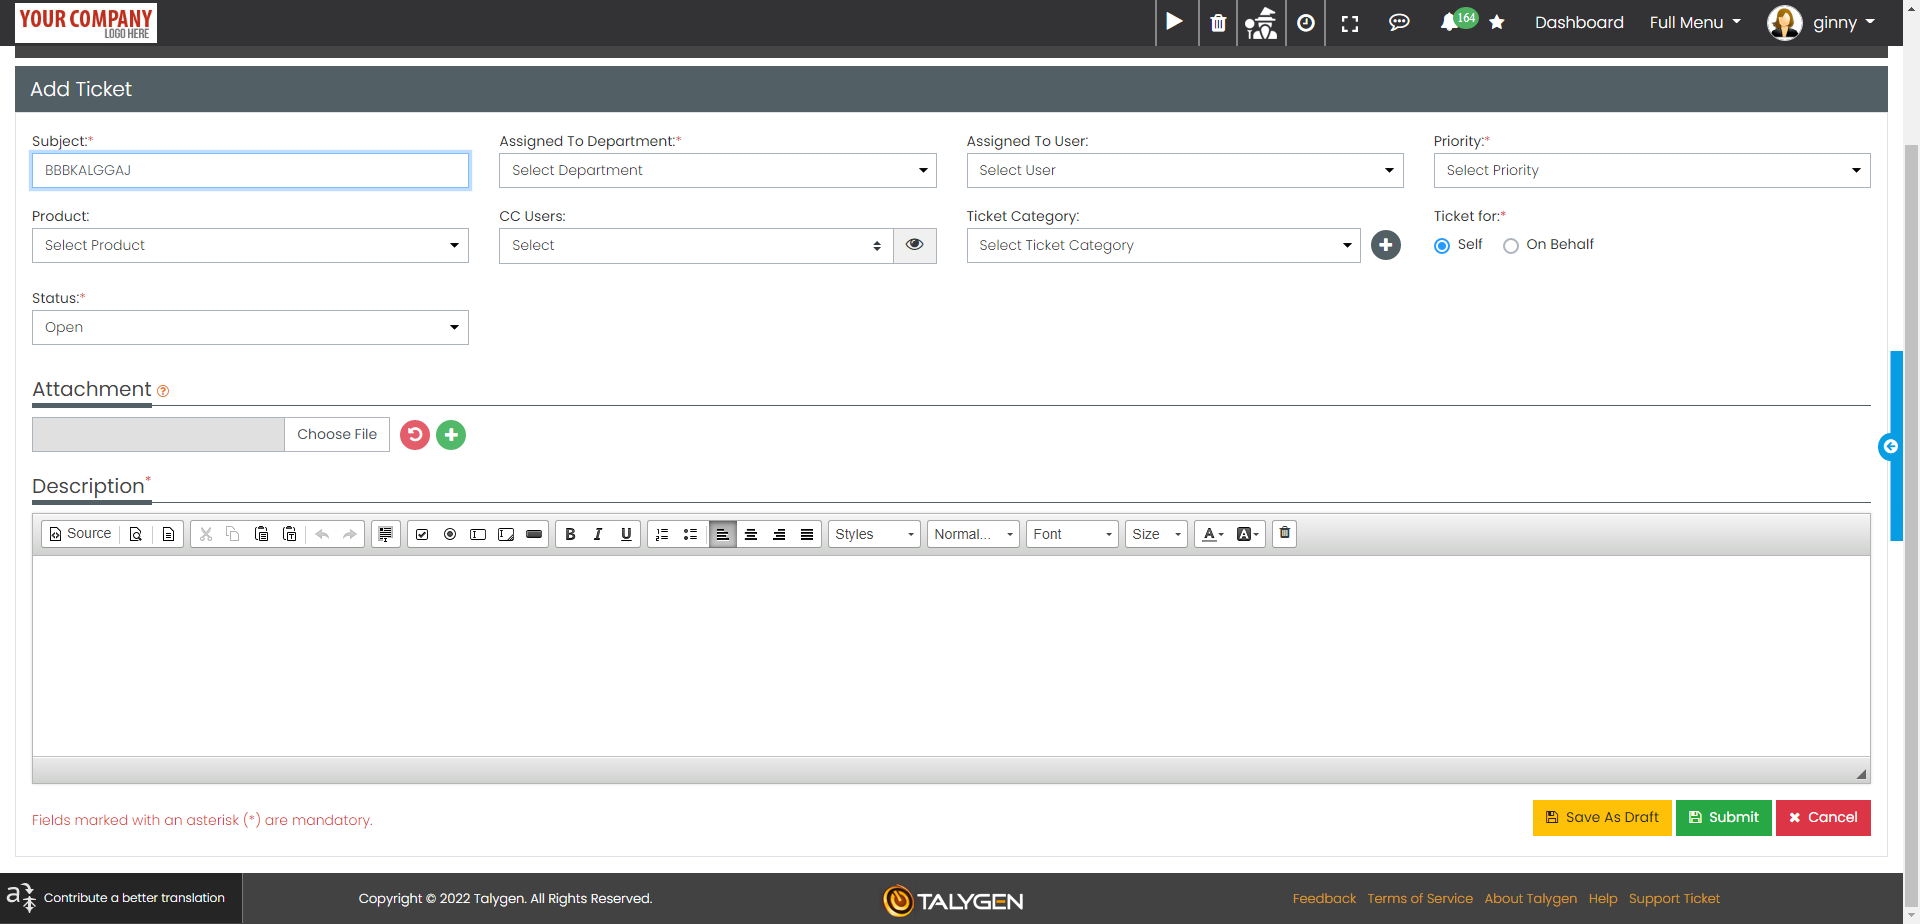 YOUR COMPANY
LOGO HERE
164
Dashboard
Full Menu
ginny
Add Ticket
Subject:*
Assigned To Department:*
Assigned To User:
Priority:*
BBBKALGGAJ
Select Department
Select User
Select Priority
Product:
CC Users:
Ticket Category:
Ticket for:*
Select Product
Select
Select Ticket Category
Self
On Behalf
Status:*
Open
Attachment
Choose File
Description*
Source
B I U
Styles
Normal...
Font
Size
A
A
Fields marked with an asterisk (*) are mandatory.
Save As Draft
Submit
Cancel
Contribute a better translation
Copyright © 2022 Talygen. All Rights Reserved.
TALYGEN
Feedback
Terms of Service
About Talygen
Help
Support Ticket